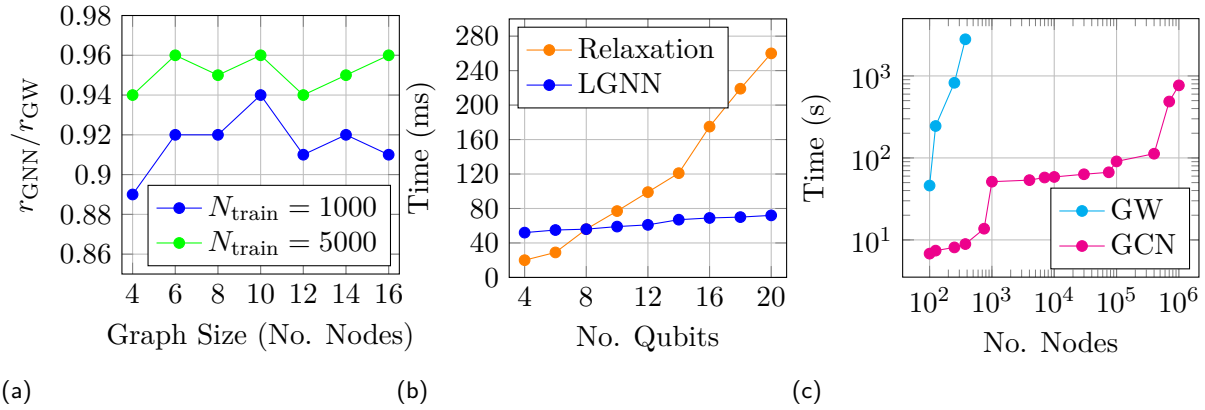 0.98
0.96
0.94
0.92
0.9
0.88
0.86
r_GNN/r_GW
N_train = 1000
N_train = 5000
4 6 8 10 12 14 16
Graph Size (No. Nodes)
(a)
280
240
200
160
120
80
40
0
Time (ms)
Relaxation
LGNN
4 8 12 16 20
No. Qubits
(b)
10^3
10^2
10^1
Time (s)
GW
GCN
10^2 10^3 10^4 10^5 10^6
No. Nodes
(c)